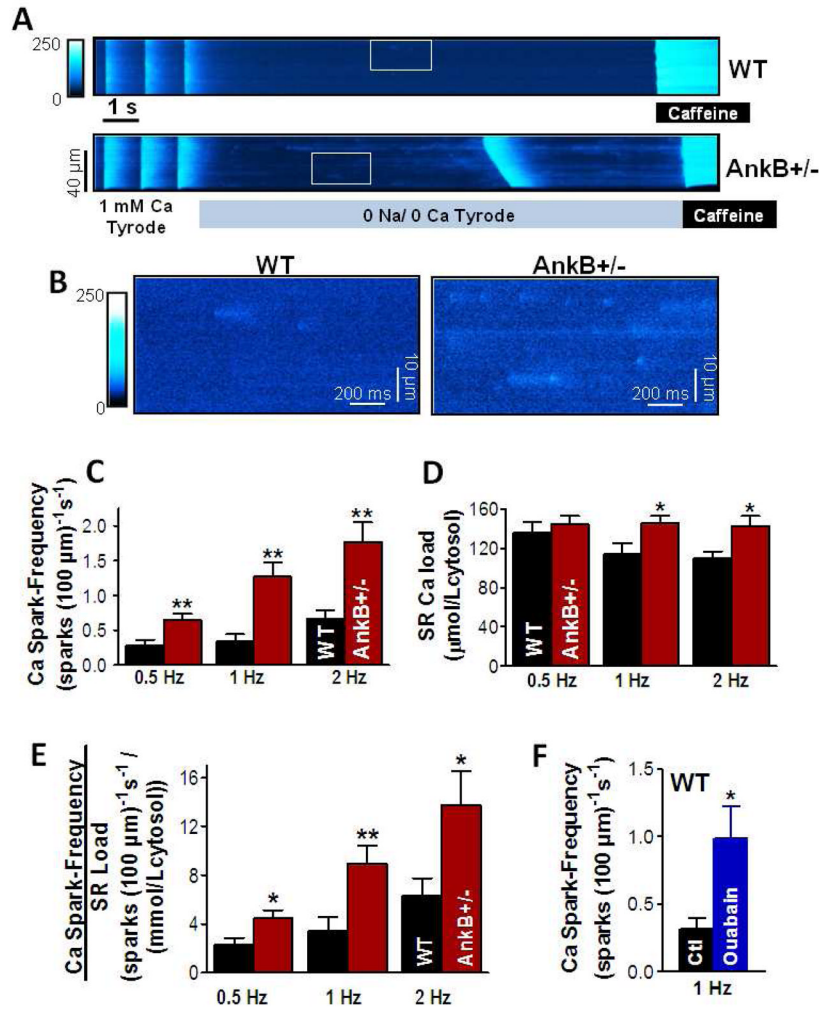 A
250
0
WT
1 s
Caffeine
40 µm
AnkB+/-
1 mM Ca
Tyrode
0 Na/ 0 Ca Tyrode
Caffeine
B
WT
AnkB+/-
250
0
200 ms
10 µm
200 ms
10 µm
C
Ca Spark-Frequency
(sparks (100 µm)⁻¹s⁻¹)
2.0
1.5
1.0
0.5
0.0
**
**
**
WT
AnkB+/-
0.5 Hz
1 Hz
2 Hz
D
SR Ca load
(µmol/Lcytosol)
160
120
80
40
0
*
*
WT
AnkB+/-
0.5 Hz
1 Hz
2 Hz
E
Ca Spark-Frequency
SR Load
(sparks (100 µm)⁻¹s⁻¹ /
(mmol/Lcytosol))
16
12
8
4
0
*
**
*
WT
AnkB+/-
0.5 Hz
1 Hz
2 Hz
F
WT
Ca Spark-Frequency
(sparks (100 µm)⁻¹s⁻¹)
1.5
1.0
0.5
0.0
*
Ctl
Ouabain
1 Hz